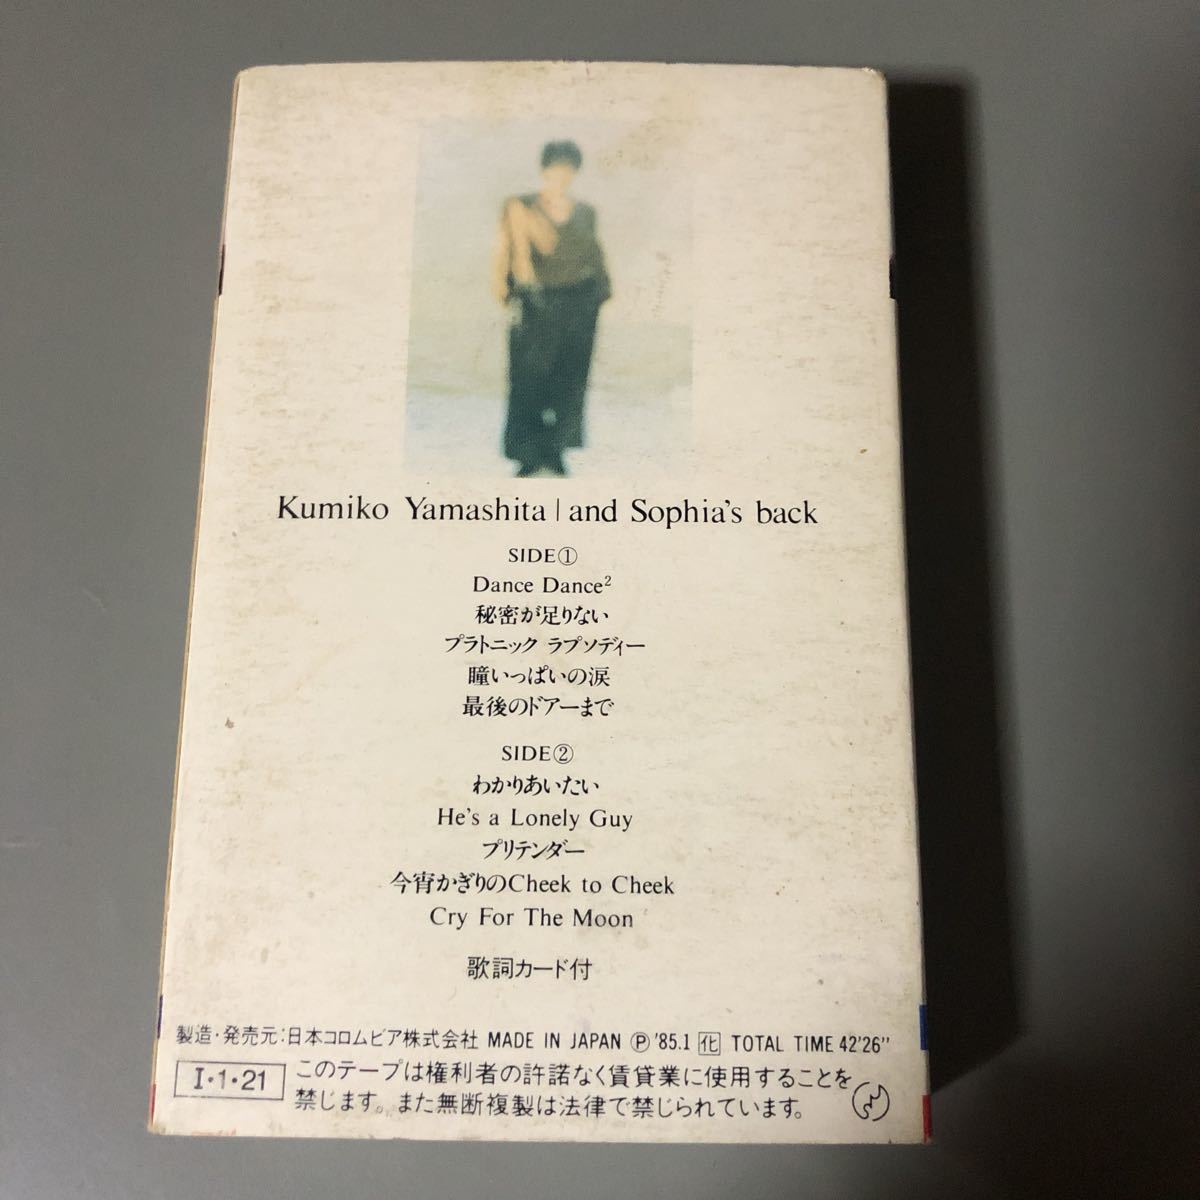 Kumiko Yamashita | and Sophia's back
SIDE①
Dance Dance²
秘密が足りない
プラトニック ラプソディー
瞳いっぱいの涙
最後のドアーまで
SIDE②
わかりあいたい
He's a Lonely Guy
プリテンダー
今宵かぎりのCheek to Cheek
Cry For The Moon
歌詞カード付
製造・発売元:日本コロムビア株式会社 MADE IN JAPAN Ⓟ '85.1 化 TOTAL TIME 42'26"
I・1・21
このテープは権利者の許諾なく賃貸業に使用することを
禁じます。また無断複製は法律で禁じられています。